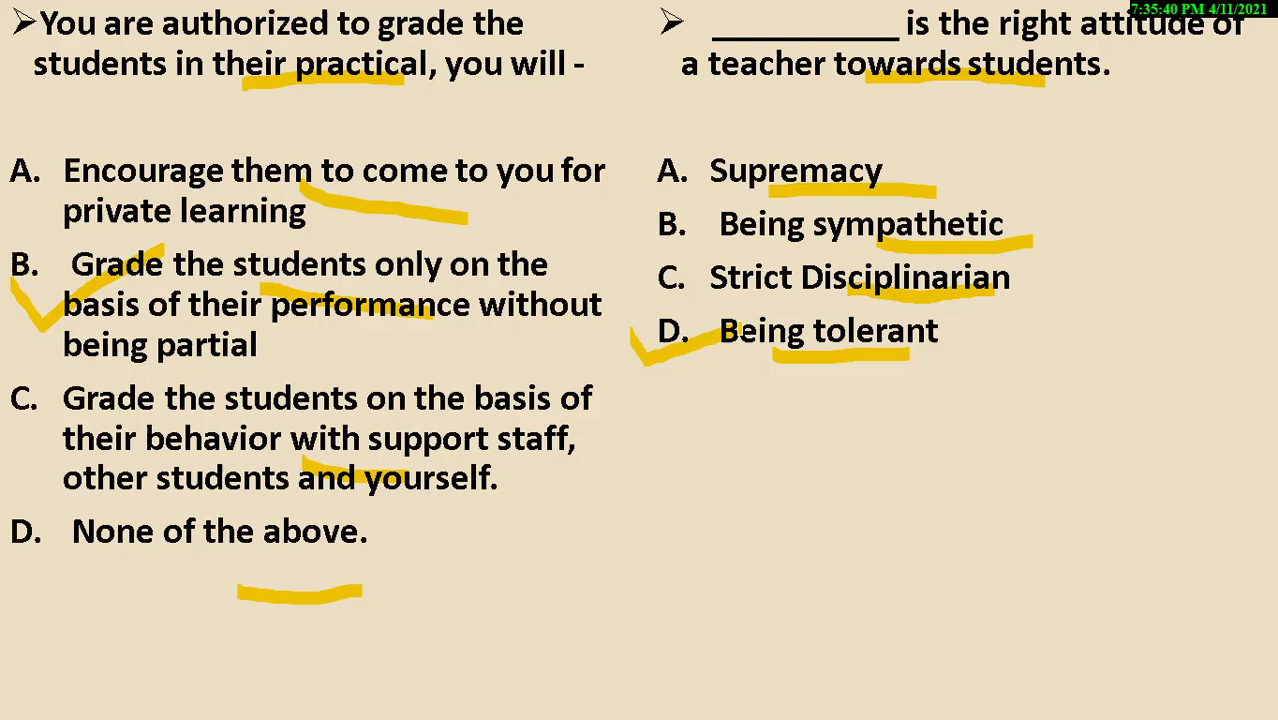 ➢You are authorized to grade the
students in their practical, you will -
A. Encourage them to come to you for
private learning
B. Grade the students only on the
basis of their performance without
being partial
C. Grade the students on the basis of
their behavior with support staff,
other students and yourself.
D. None of the above.
7:35:40 PM 4/11/2021
➢ __________ is the right attitude of
a teacher towards students.
A. Supremacy
B. Being sympathetic
C. Strict Disciplinarian
D. Being tolerant